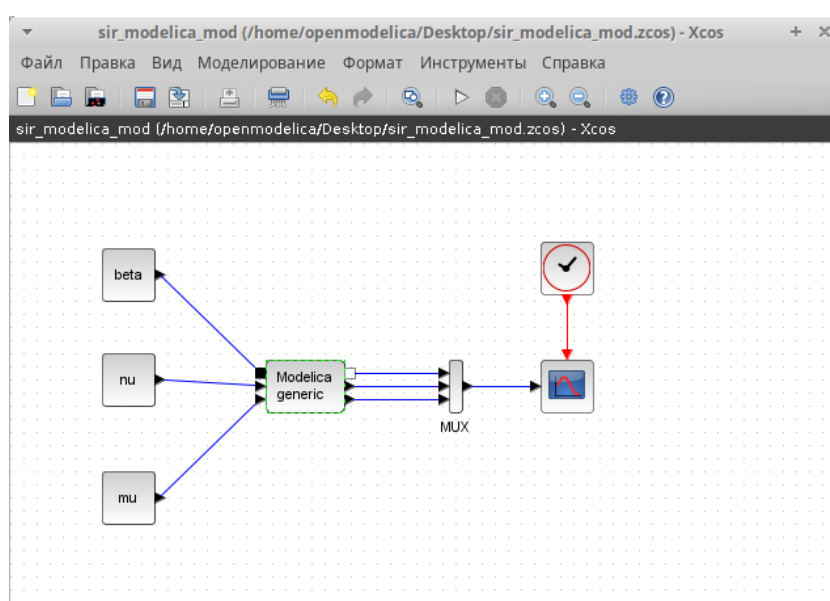 sir_modelica_mod (/home/openmodelica/Desktop/sir_modelica_mod.zcos) - Xcos
Файл Правка Вид Моделирование Формат Инструменты Справка
sir_modelica_mod (/home/openmodelica/Desktop/sir_modelica_mod.zcos) - Xcos
beta
nu
Modelica
generic
MUX
mu